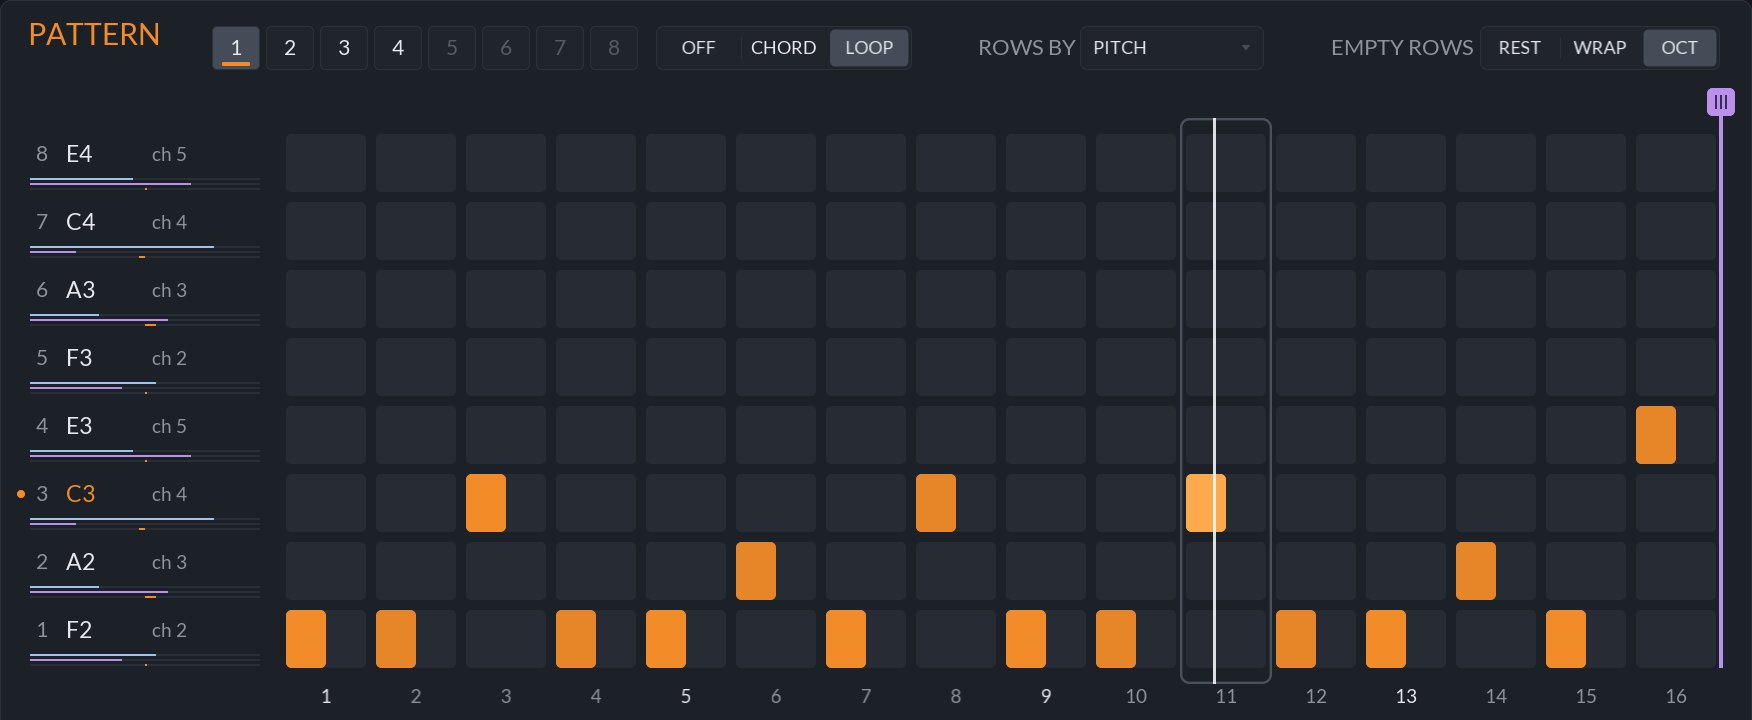 PATTERN 1 2 3 4 5 6 7 8 OFF CHORD LOOP ROWS BY PITCH EMPTY ROWS REST WRAP OCT
8 E4 ch 5
7 C4 ch 4
6 A3 ch 3
5 F3 ch 2
4 E3 ch 5
3 C3 ch 4
2 A2 ch 3
1 F2 ch 2
1 2 3 4 5 6 7 8 9 10 11 12 13 14 15 16